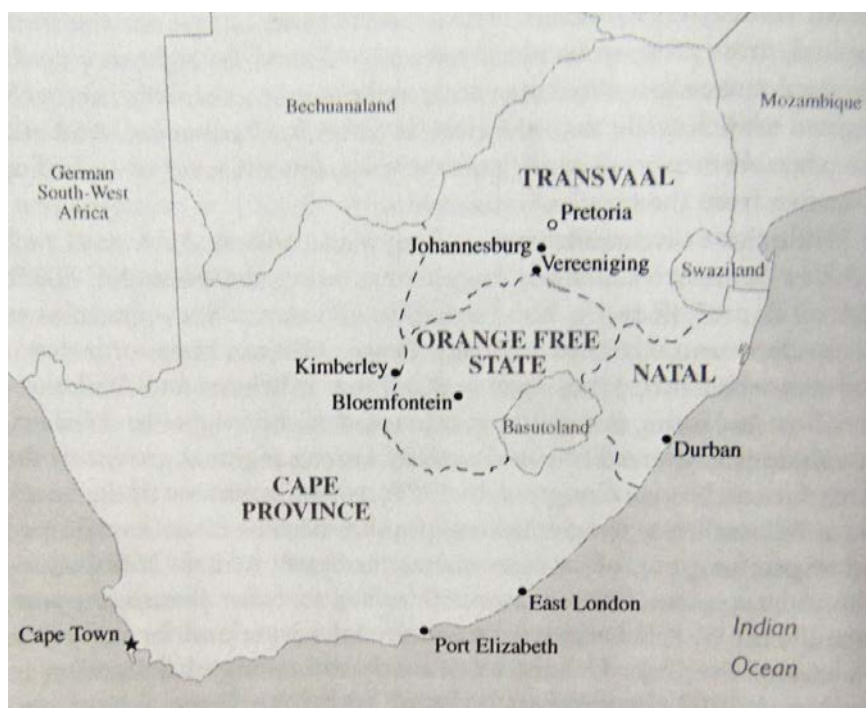 Bechuanaland
Mozambique
German
South-West
Africa
TRANSVAAL
Pretoria
Johannesburg
Vereeniging
Swaziland
ORANGE FREE
STATE
NATAL
Kimberley
Bloemfontein
Basutoland
Durban
CAPE
PROVINCE
East London
Cape Town
Port Elizabeth
Indian
Ocean